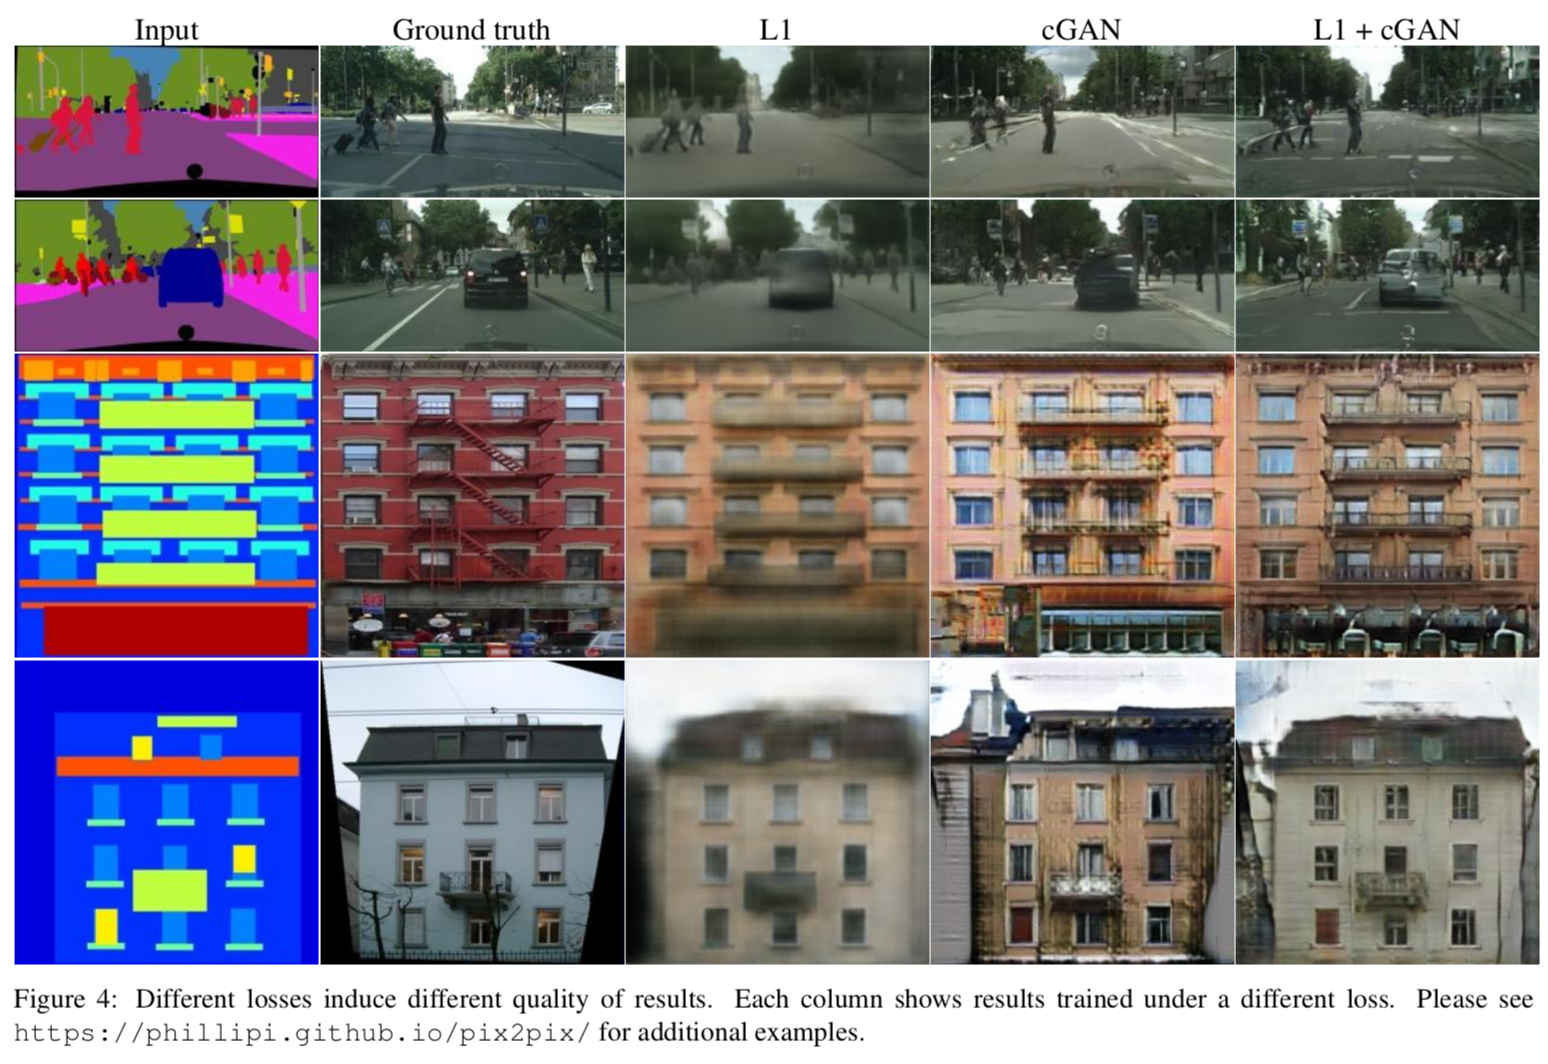 Input Ground truth L1 cGAN L1 + cGAN
Figure 4: Different losses induce different quality of results. Each column shows results trained under a different loss. Please see
https://phillipi.github.io/pix2pix/ for additional examples.